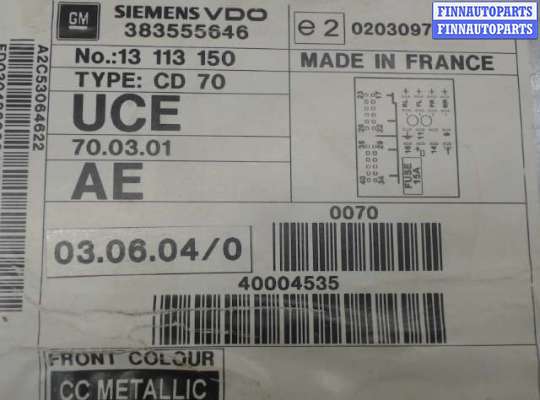 FINNAUTOPARTS
FINNAUTOPARTS
GM
SIEMENS VDO
383555646
e 2
0203097
No.:13 113 150
TYPE: CD 70
MADE IN FRANCE
UCE
70.03.01
AE
FUSE
15A
A2C53064622
0070
03.06.04/0
40004535
FRONT COLOUR
CC METALLIC